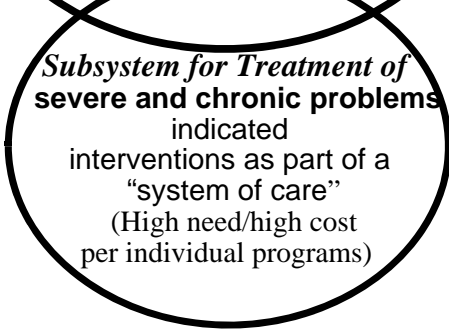 Subsystem for Treatment of
severe and chronic problems
indicated
interventions as part of a
“system of care”
(High need/high cost
per individual programs)